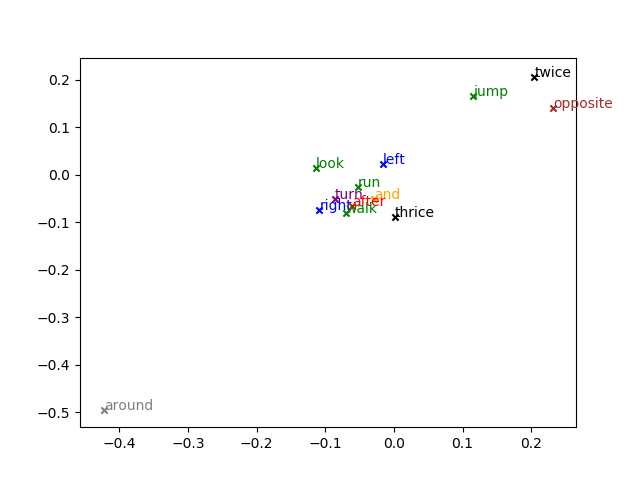 twice
jump
opposite
left
look
run
turn
and
after
right
walk
thrice
around
0.2
0.1
0.0
−0.1
−0.2
−0.3
−0.4
−0.5
−0.4 −0.3 −0.2 −0.1 0.0 0.1 0.2